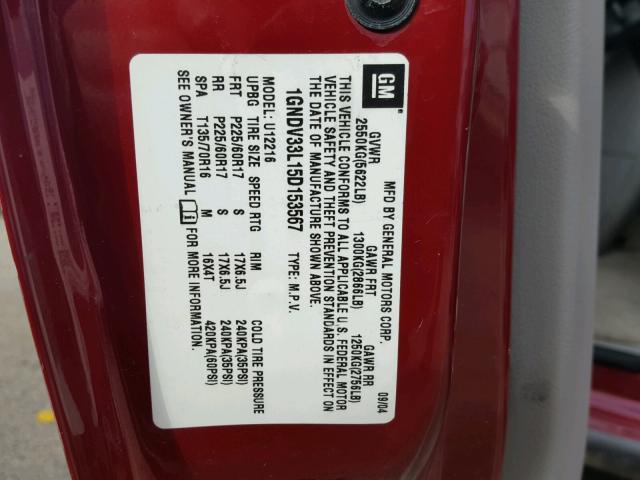 GM
MFD BY GENERAL MOTORS CORP. 09/04
GVWR GAWR FRT GAWR RR
2550KG(5622LB) 1300KG(2866LB) 1250KG(2756LB)
THIS VEHICLE CONFORMS TO ALL APPLICABLE U.S. FEDERAL MOTOR
VEHICLE SAFETY AND THEFT PREVENTION STANDARDS IN EFFECT ON
THE DATE OF MANUFACTURE SHOWN ABOVE.
1GNDV33L15D153567 TYPE: M.P.V.
MODEL: U12216
UPBG TIRE SIZE SPEED RTG RIM COLD TIRE PRESSURE
FRT P225/60R17 S 17X6.5J 240KPA(35PSI)
RR P225/60R17 S 17X6.5J 240KPA(35PSI)
SPA T135/70R16 M 16X4T 420KPA(60PSI)
SEE OWNER'S MANUAL FOR MORE INFORMATION.